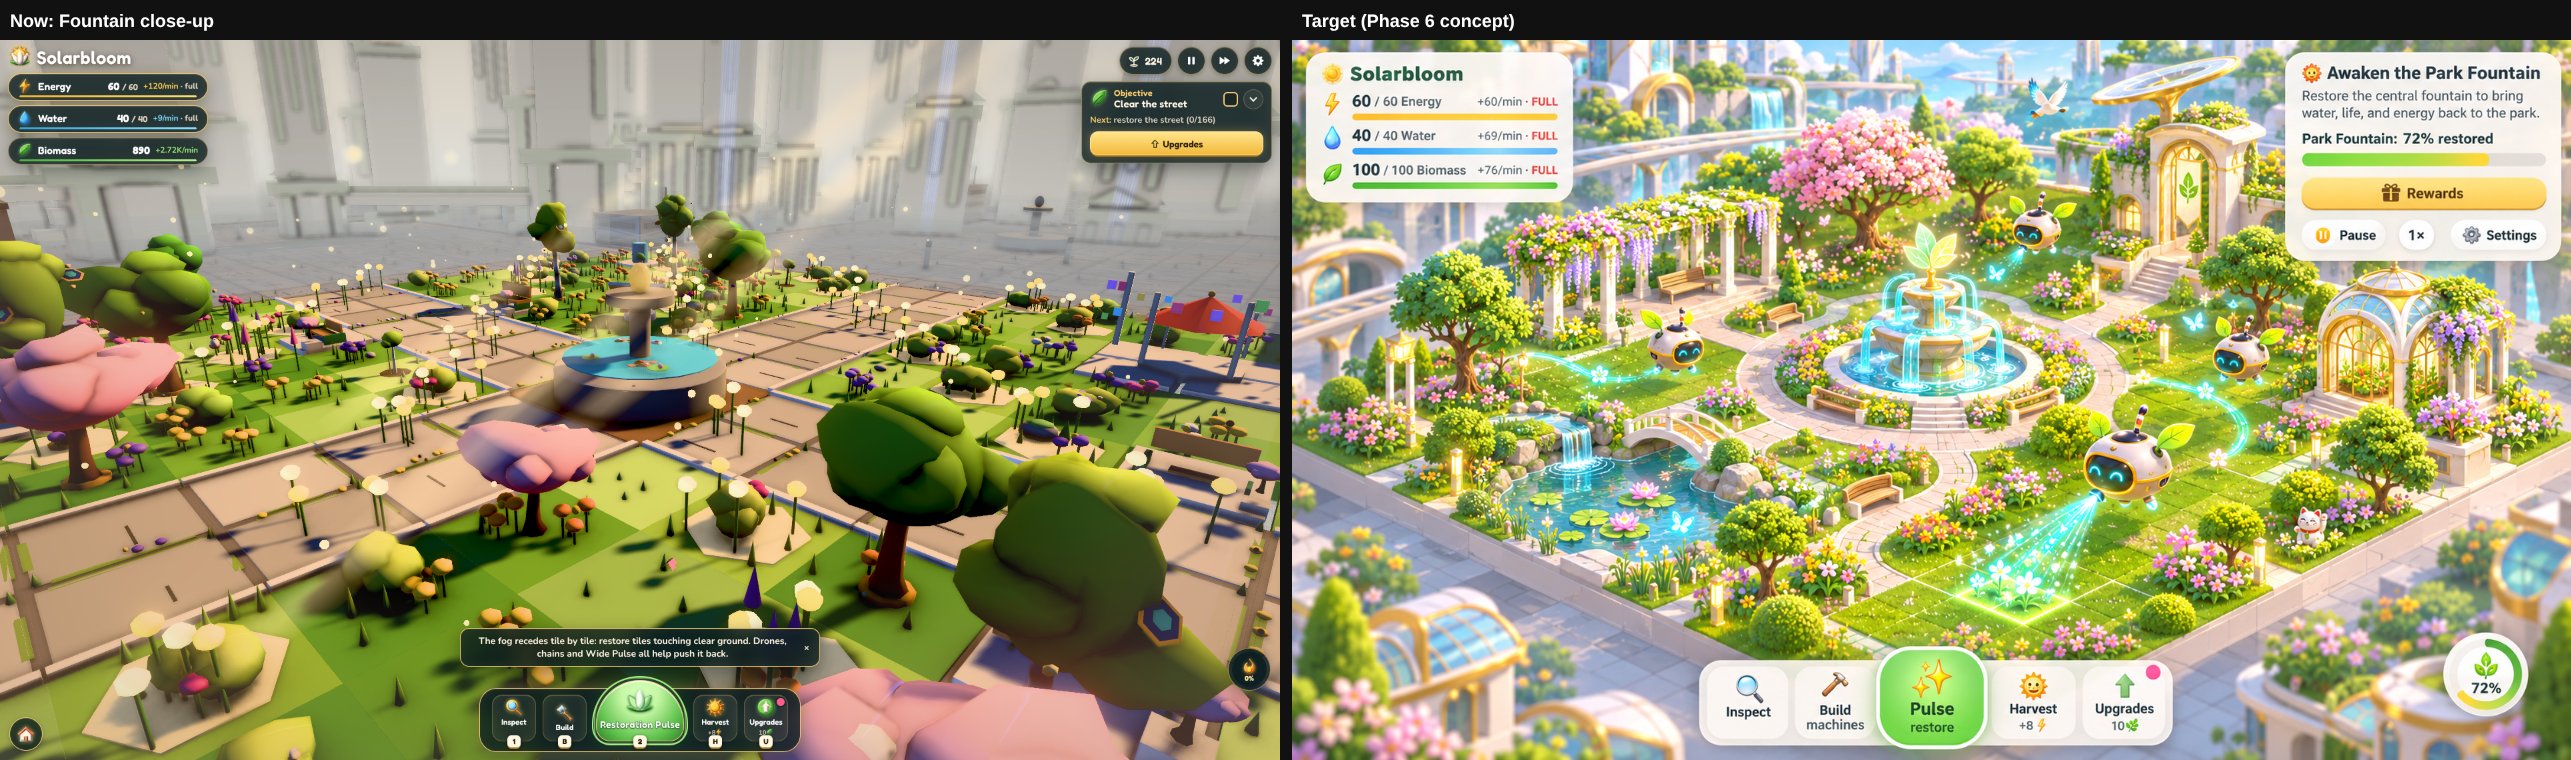 Now: Fountain close-up
Solarbloom
Energy 60 / 60 +120/min · full
Water 40 / 40 +9/min · full
Biomass 890 +2.72K/min
224
Objective
Clear the street
Next: restore the street (0/166)
Upgrades
The fog recedes tile by tile: restore tiles touching clear ground. Drones,
chains and Wide Pulse all help push it back.
×
0%
Inspect
1
Build
B
Restoration Pulse
2
Harvest
+8
H
Upgrades
10
U
Target (Phase 6 concept)
Solarbloom
60 / 60 Energy +60/min · FULL
40 / 40 Water +69/min · FULL
100 / 100 Biomass +76/min · FULL
Awaken the Park Fountain
Restore the central fountain to bring
water, life, and energy back to the park.
Park Fountain: 72% restored
Rewards
Pause
1×
Settings
Inspect
Build
machines
Pulse
restore
Harvest
+8
Upgrades
10
72%